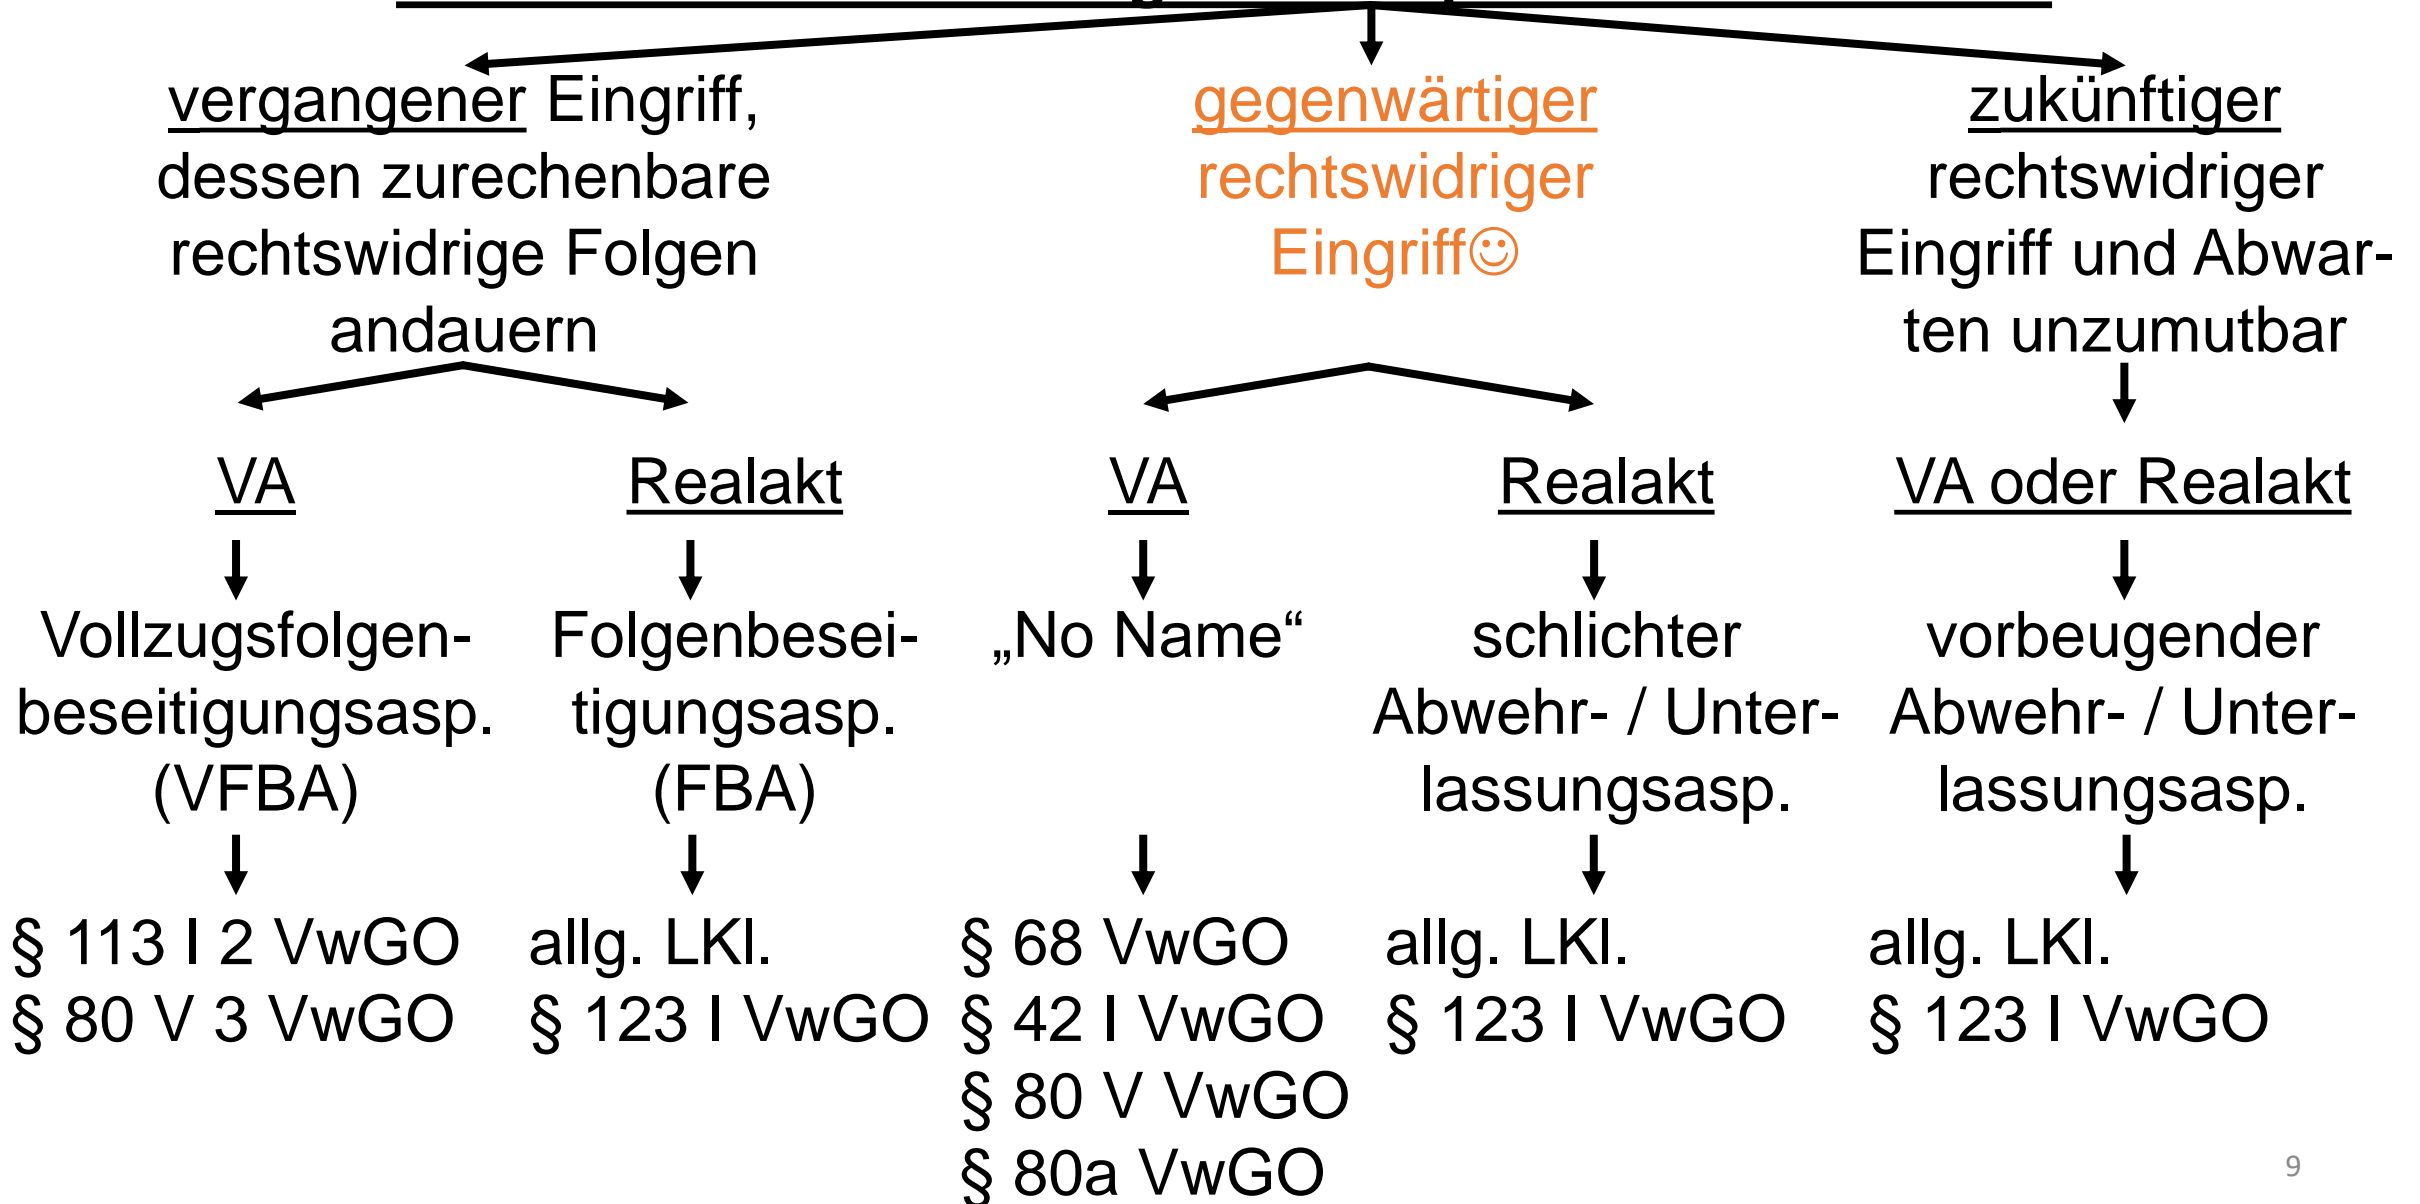 vergangener Eingriff,
dessen zurechenbare
rechtswidrige Folgen
andauern
gegenwärtiger
rechtswidriger
Eingriff☺
zukünftiger
rechtswidriger
Eingriff und Abwar-
ten unzumutbar
VA
Realakt
VA
Realakt
VA oder Realakt
Vollzugsfolgen-
beseitigungsasp.
(VFBA)
Folgenbesei-
tigungsasp.
(FBA)
„No Name“
schlichter
Abwehr- / Unter-
lassungsasp.
vorbeugender
Abwehr- / Unter-
lassungsasp.
§ 113 I 2 VwGO
§ 80 V 3 VwGO
allg. LKl.
§ 123 I VwGO
§ 68 VwGO
§ 42 I VwGO
§ 80 V VwGO
§ 80a VwGO
allg. LKl.
§ 123 I VwGO
allg. LKl.
§ 123 I VwGO
9